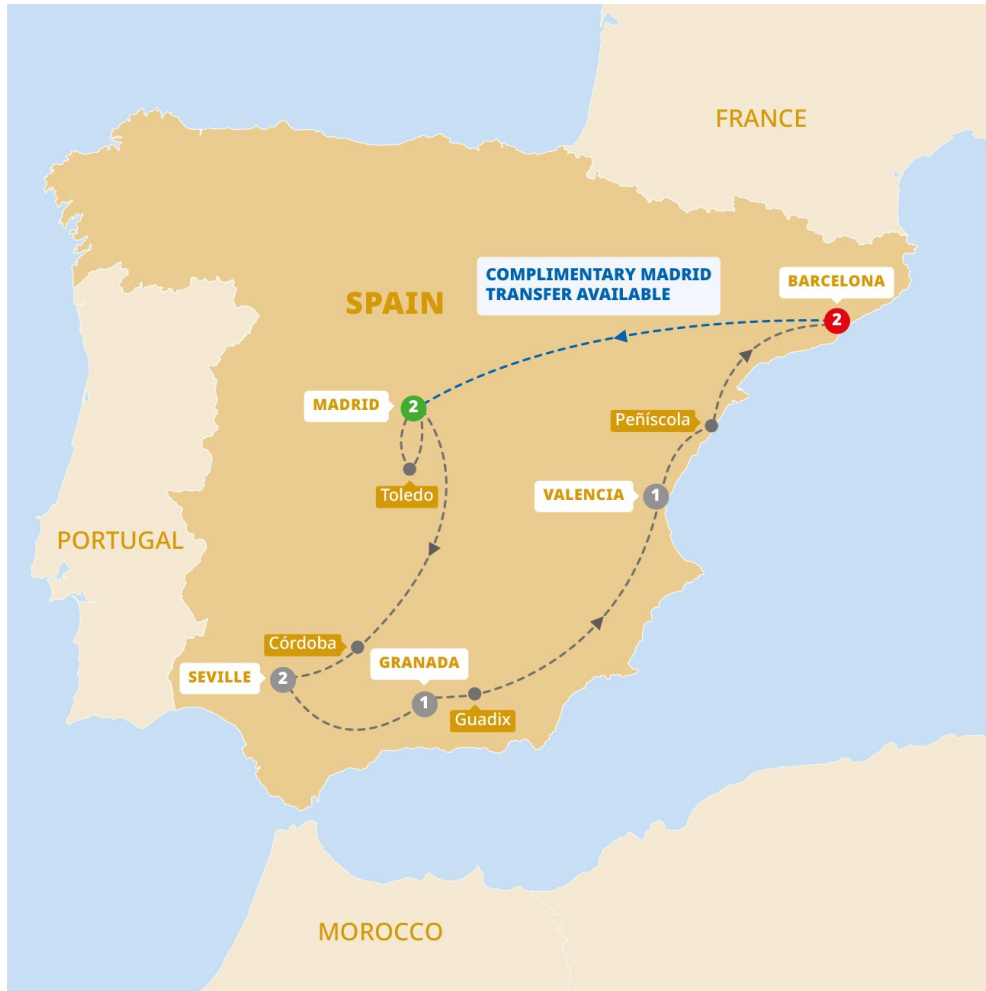 FRANCE
COMPLIMENTARY MADRID
TRANSFER AVAILABLE
BARCELONA
2
SPAIN
MADRID
2
Peñíscola
Toledo
VALENCIA
1
PORTUGAL
Córdoba
GRANADA
SEVILLE
2
1
Guadix
MOROCCO